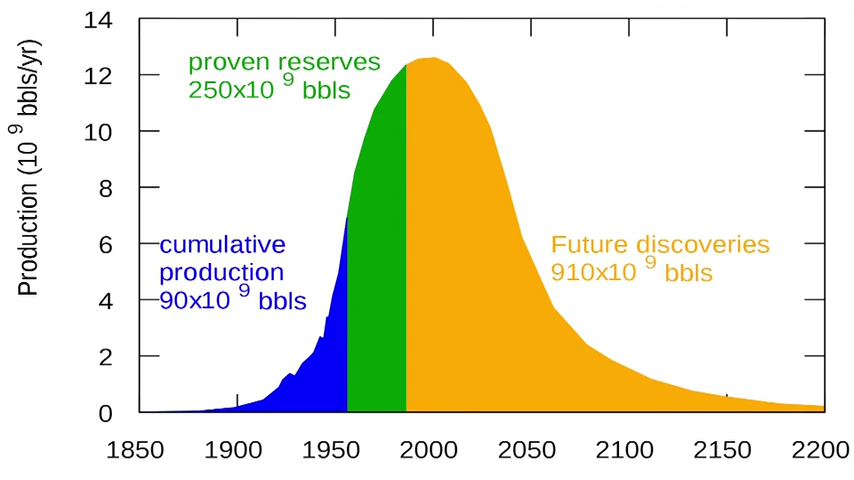 Production (10 9 bbls/yr)
14
12
10
8
6
4
2
0
proven reserves
250x10 9 bbls
cumulative
production
90x10 9 bbls
Future discoveries
910x10 9 bbls
1850 1900 1950 2000 2050 2100 2150 2200